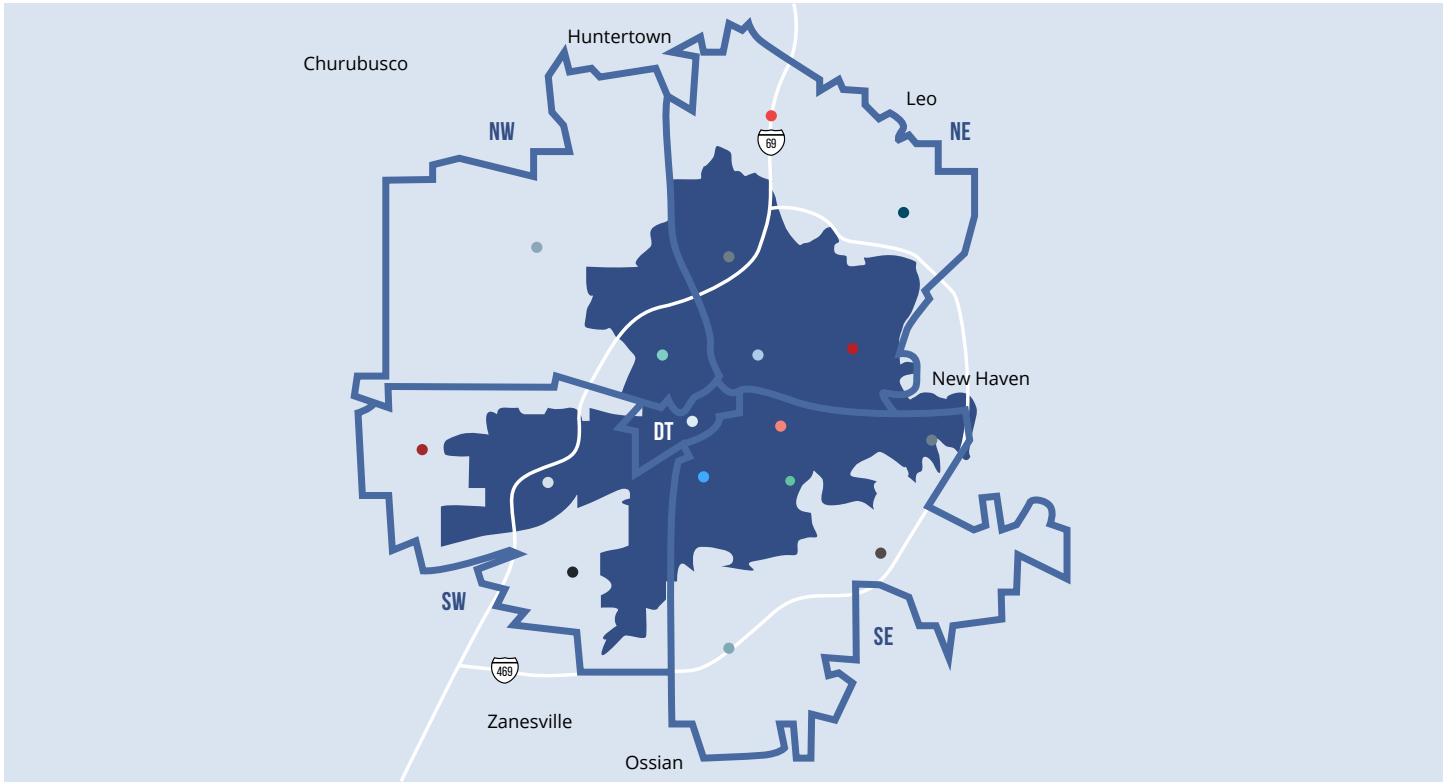 Huntertown
Churubusco
Leo
NW
NE
69
New Haven
DT
SW
SE
469
Zanesville
Ossian